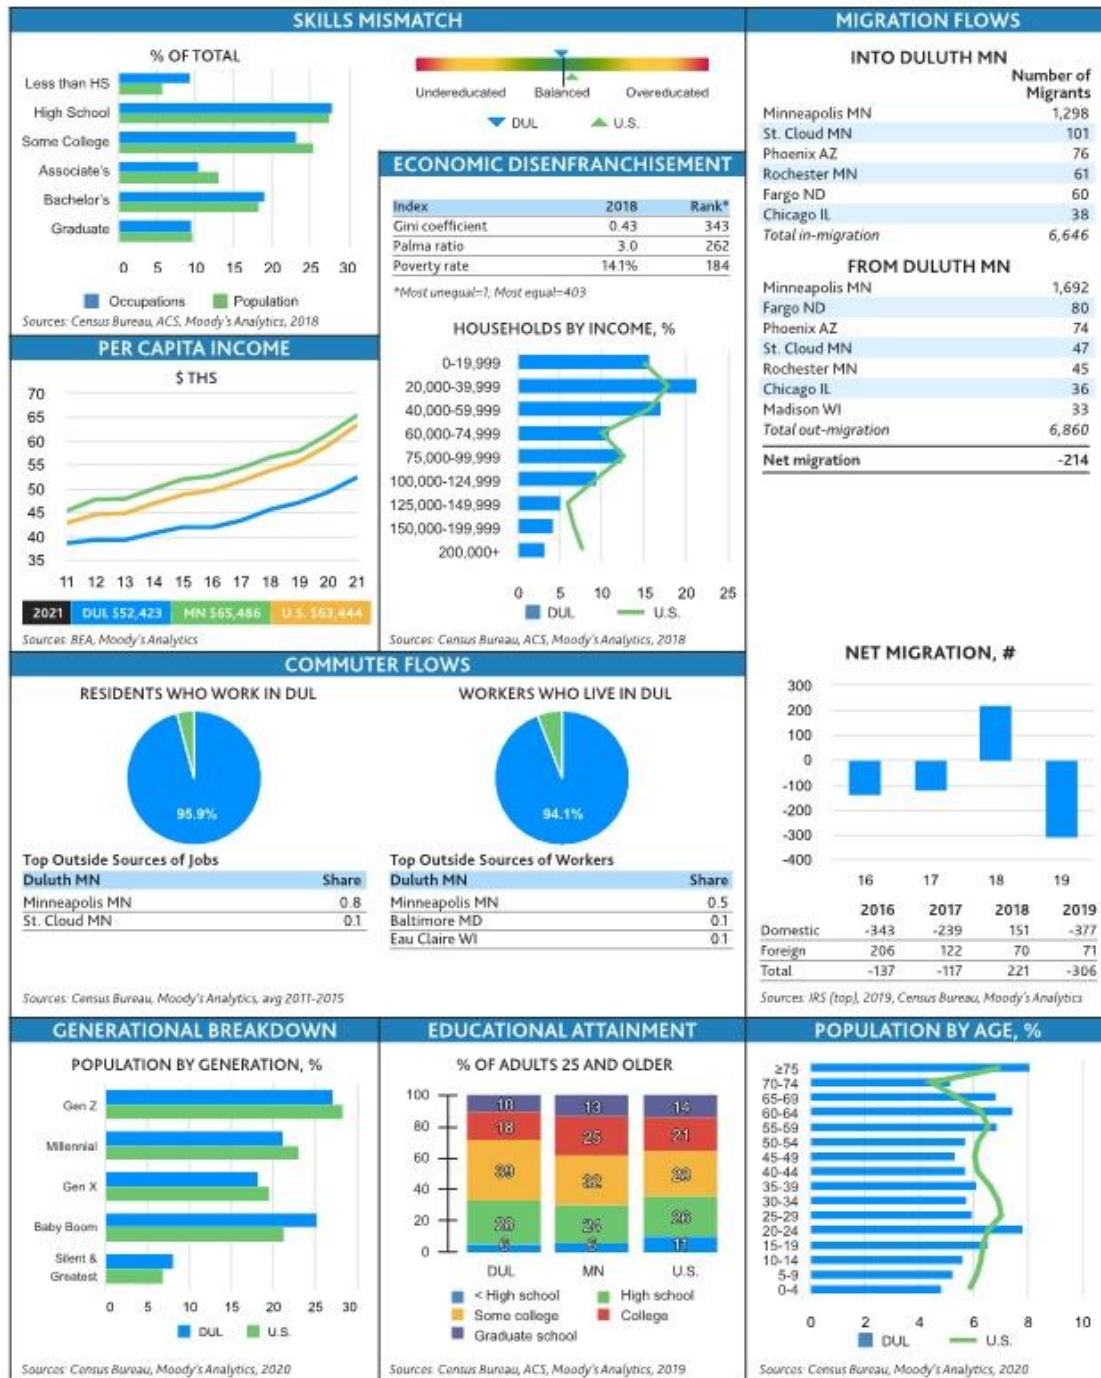 SKILLS MISMATCH
% OF TOTAL
Less than HS
High School
Some College
Associate's
Bachelor's
Graduate
0 5 10 15 20 25 30
Occupations Population
Sources: Census Bureau, ACS, Moody's Analytics, 2018
Undereducated Balanced Overeducated
DUL U.S.
ECONOMIC DISENFRANCHISEMENT
Index 2018 Rank*
Gini coefficient 0.43 343
Palma ratio 3.0 262
Poverty rate 14.1% 184
*Most unequal=1; Most equal=403
HOUSEHOLDS BY INCOME, %
0-19,999
20,000-39,999
40,000-59,999
60,000-74,999
75,000-99,999
100,000-124,999
125,000-149,999
150,000-199,999
200,000+
0 5 10 15 20 25
DUL U.S.
Sources: Census Bureau, ACS, Moody's Analytics, 2018
PER CAPITA INCOME
$ THS
70
65
60
55
50
45
40
35
11 12 13 14 15 16 17 18 19 20 21
2021 DUL $52,423 MN $65,486 U.S. $63,444
Sources: BEA, Moody's Analytics
MIGRATION FLOWS
INTO DULUTH MN
Number of
Migrants
Minneapolis MN 1,298
St. Cloud MN 101
Phoenix AZ 76
Rochester MN 61
Fargo ND 60
Chicago IL 38
Total in-migration 6,646
FROM DULUTH MN
Minneapolis MN 1,692
Fargo ND 80
Phoenix AZ 74
St. Cloud MN 47
Rochester MN 45
Chicago IL 36
Madison WI 33
Total out-migration 6,860
Net migration -214
NET MIGRATION, #
300
200
100
0
-100
-200
-300
-400
16 17 18 19
2016 2017 2018 2019
Domestic -343 -239 151 -377
Foreign 206 122 70 71
Total -137 -117 221 -306
Sources: IRS (top), 2019, Census Bureau, Moody's Analytics
COMMUTER FLOWS
RESIDENTS WHO WORK IN DUL
95.9%
Top Outside Sources of Jobs
Duluth MN Share
Minneapolis MN 0.8
St. Cloud MN 0.1
WORKERS WHO LIVE IN DUL
94.1%
Top Outside Sources of Workers
Duluth MN Share
Minneapolis MN 0.5
Baltimore MD 0.1
Eau Claire WI 0.1
Sources: Census Bureau, Moody's Analytics, avg 2011-2015
GENERATIONAL BREAKDOWN
POPULATION BY GENERATION, %
Gen Z
Millennial
Gen X
Baby Boom
Silent &
Greatest
0 5 10 15 20 25 30
DUL U.S.
Sources: Census Bureau, Moody's Analytics, 2020
EDUCATIONAL ATTAINMENT
% OF ADULTS 25 AND OLDER
100
80
60
40
20
0
10 13 14
18 25 21
39 32 29
28 24 26
11
DUL MN U.S.
< High school High school
Some college College
Graduate school
Sources: Census Bureau, ACS, Moody's Analytics, 2019
POPULATION BY AGE, %
≥75
70-74
65-69
60-64
55-59
50-54
45-49
40-44
35-39
30-34
25-29
20-24
15-19
10-14
5-9
0-4
0 2 4 6 8 10
DUL U.S.
Sources: Census Bureau, Moody's Analytics, 2020